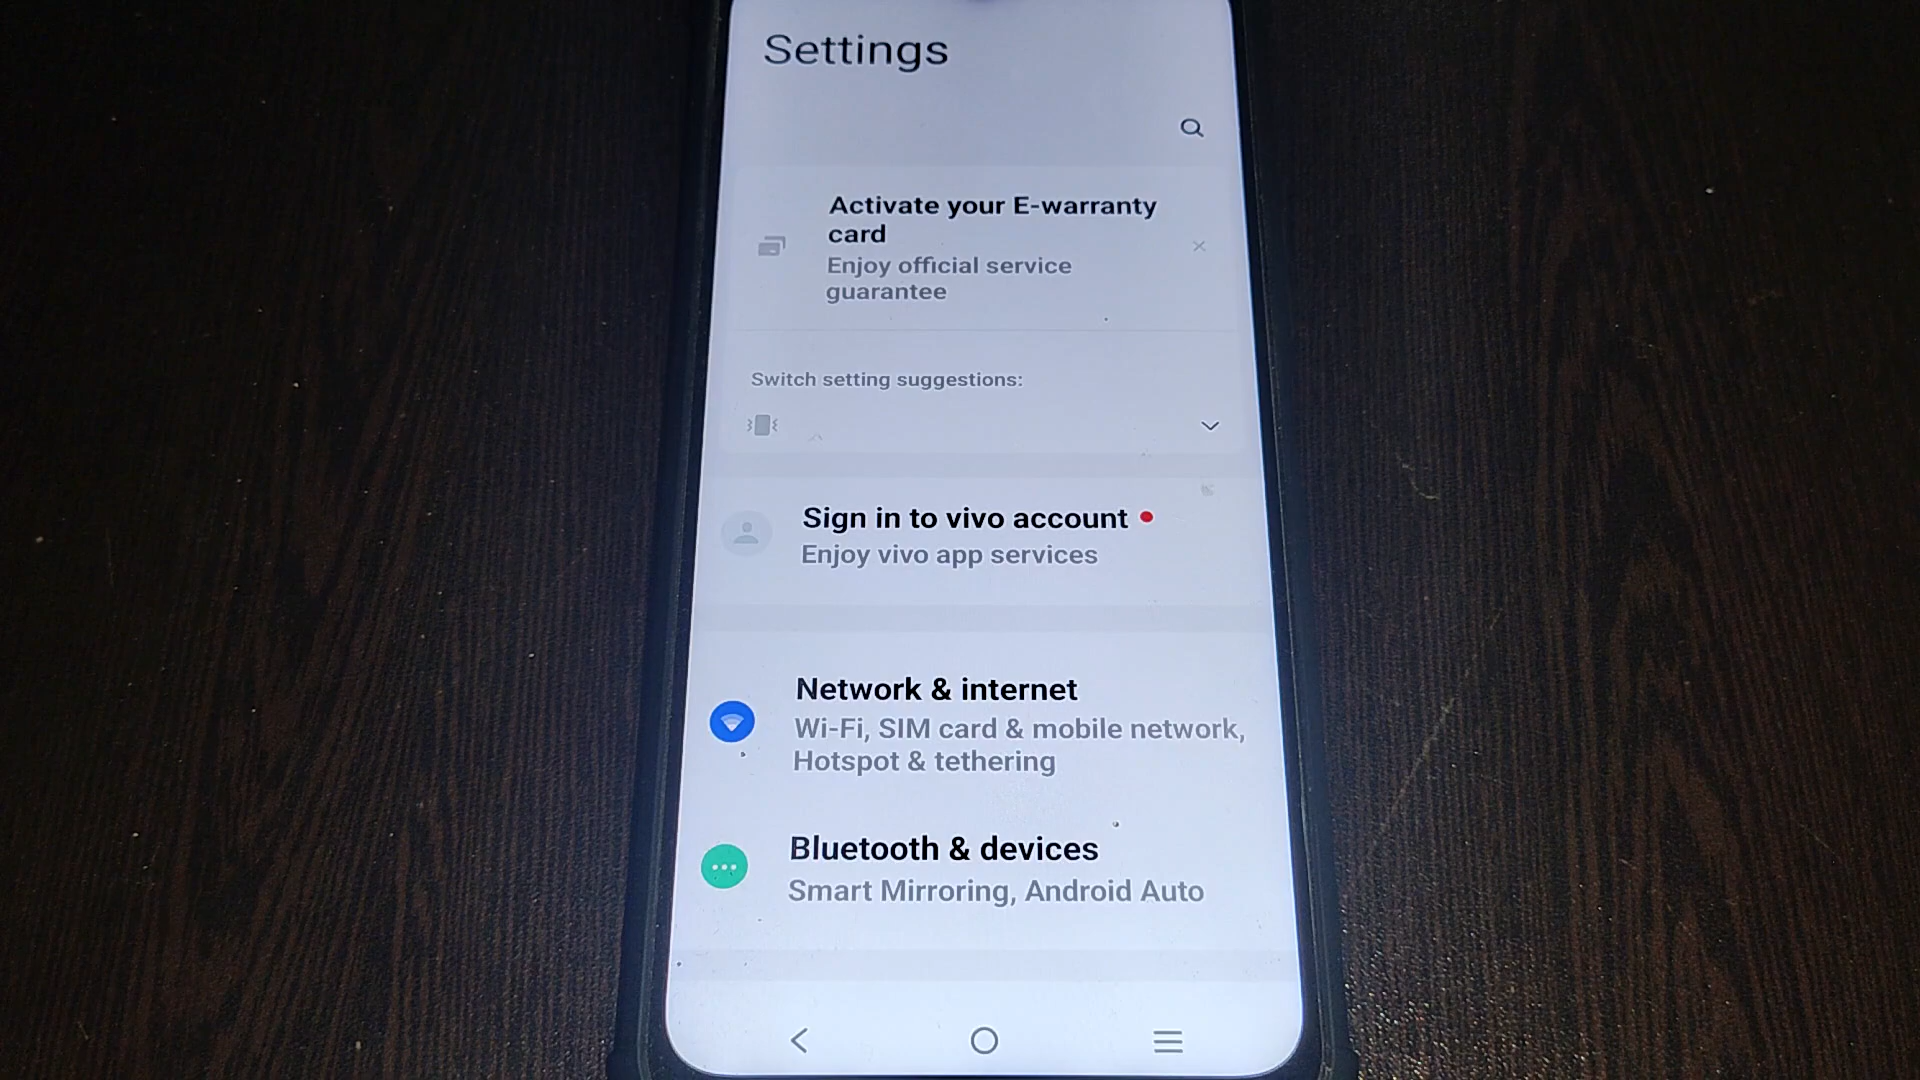 Settings
Activate your E-warranty
card
Enjoy official service
guarantee
Switch setting suggestions:
Sign in to vivo account
Enjoy vivo app services
Network & internet
Wi-Fi, SIM card & mobile network,
Hotspot & tethering
Bluetooth & devices
Smart Mirroring, Android Auto